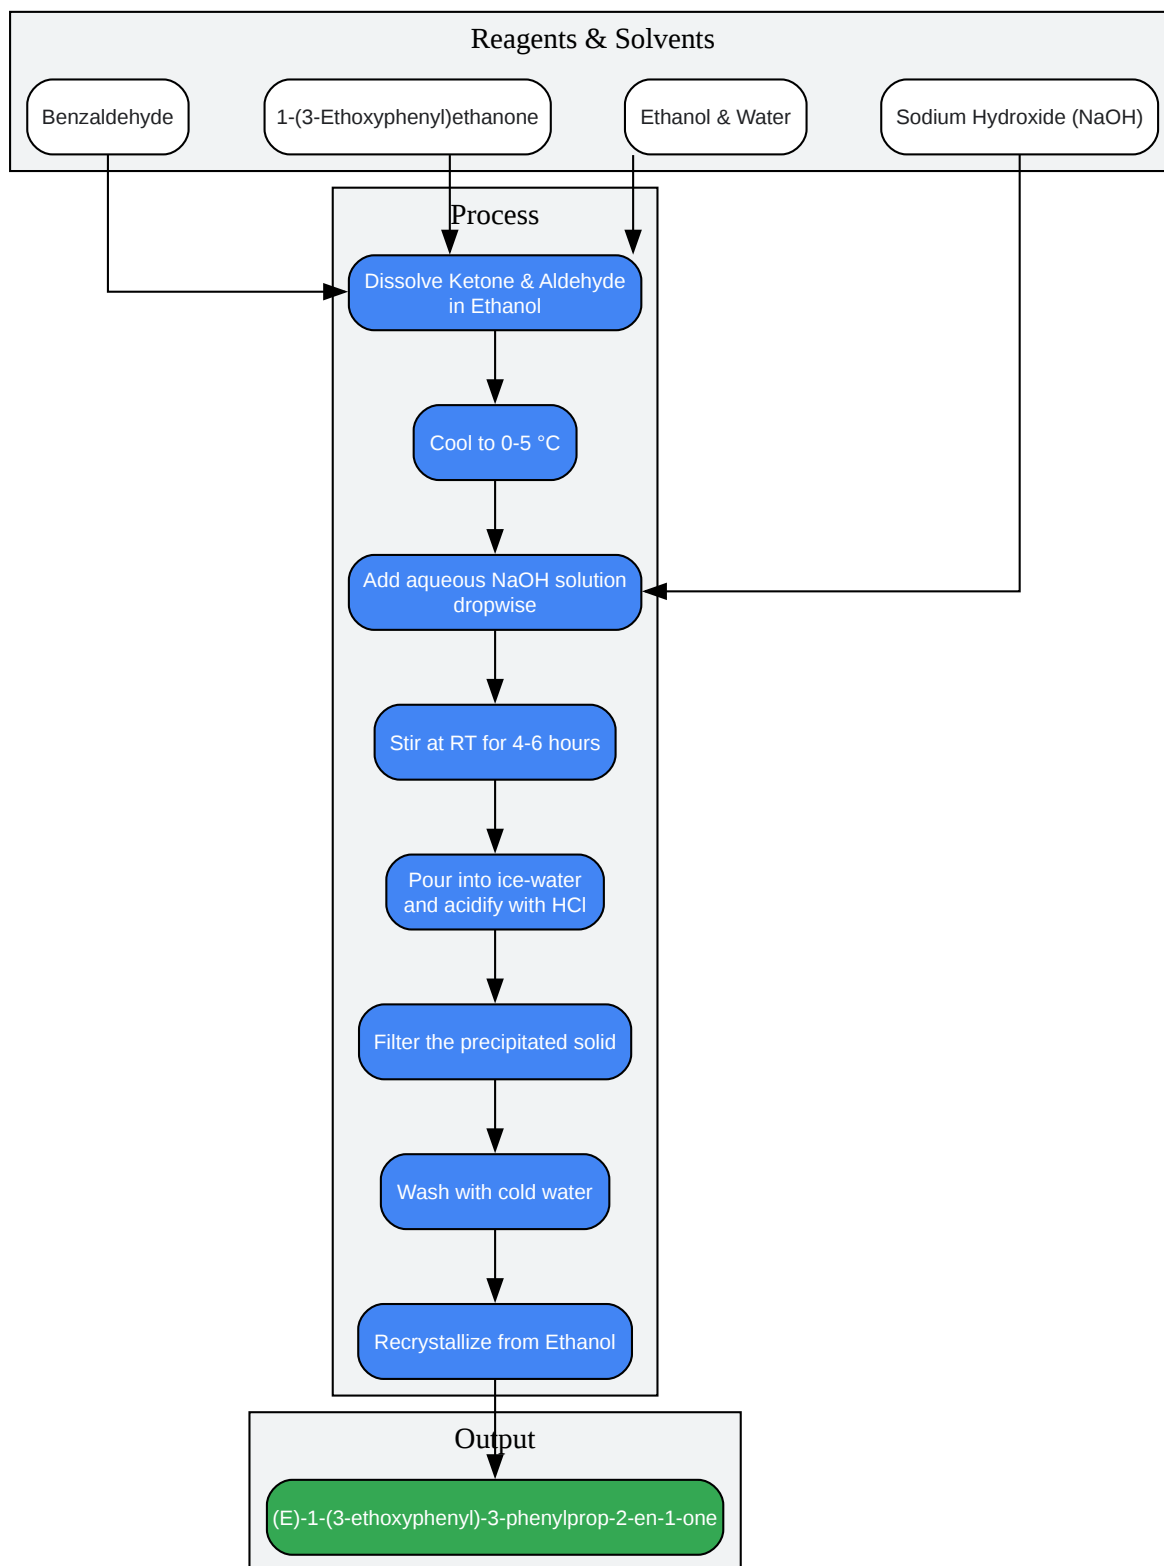 Reagents & Solvents
Benzaldehyde
1-(3-Ethoxyphenyl)ethanone
Ethanol & Water
Sodium Hydroxide (NaOH)
Process
Dissolve Ketone & Aldehyde
in Ethanol
Cool to 0-5 °C
Add aqueous NaOH solution
dropwise
Stir at RT for 4-6 hours
Pour into ice-water
and acidify with HCl
Filter the precipitated solid
Wash with cold water
Recrystallize from Ethanol
Output
(E)-1-(3-ethoxyphenyl)-3-phenylprop-2-en-1-one